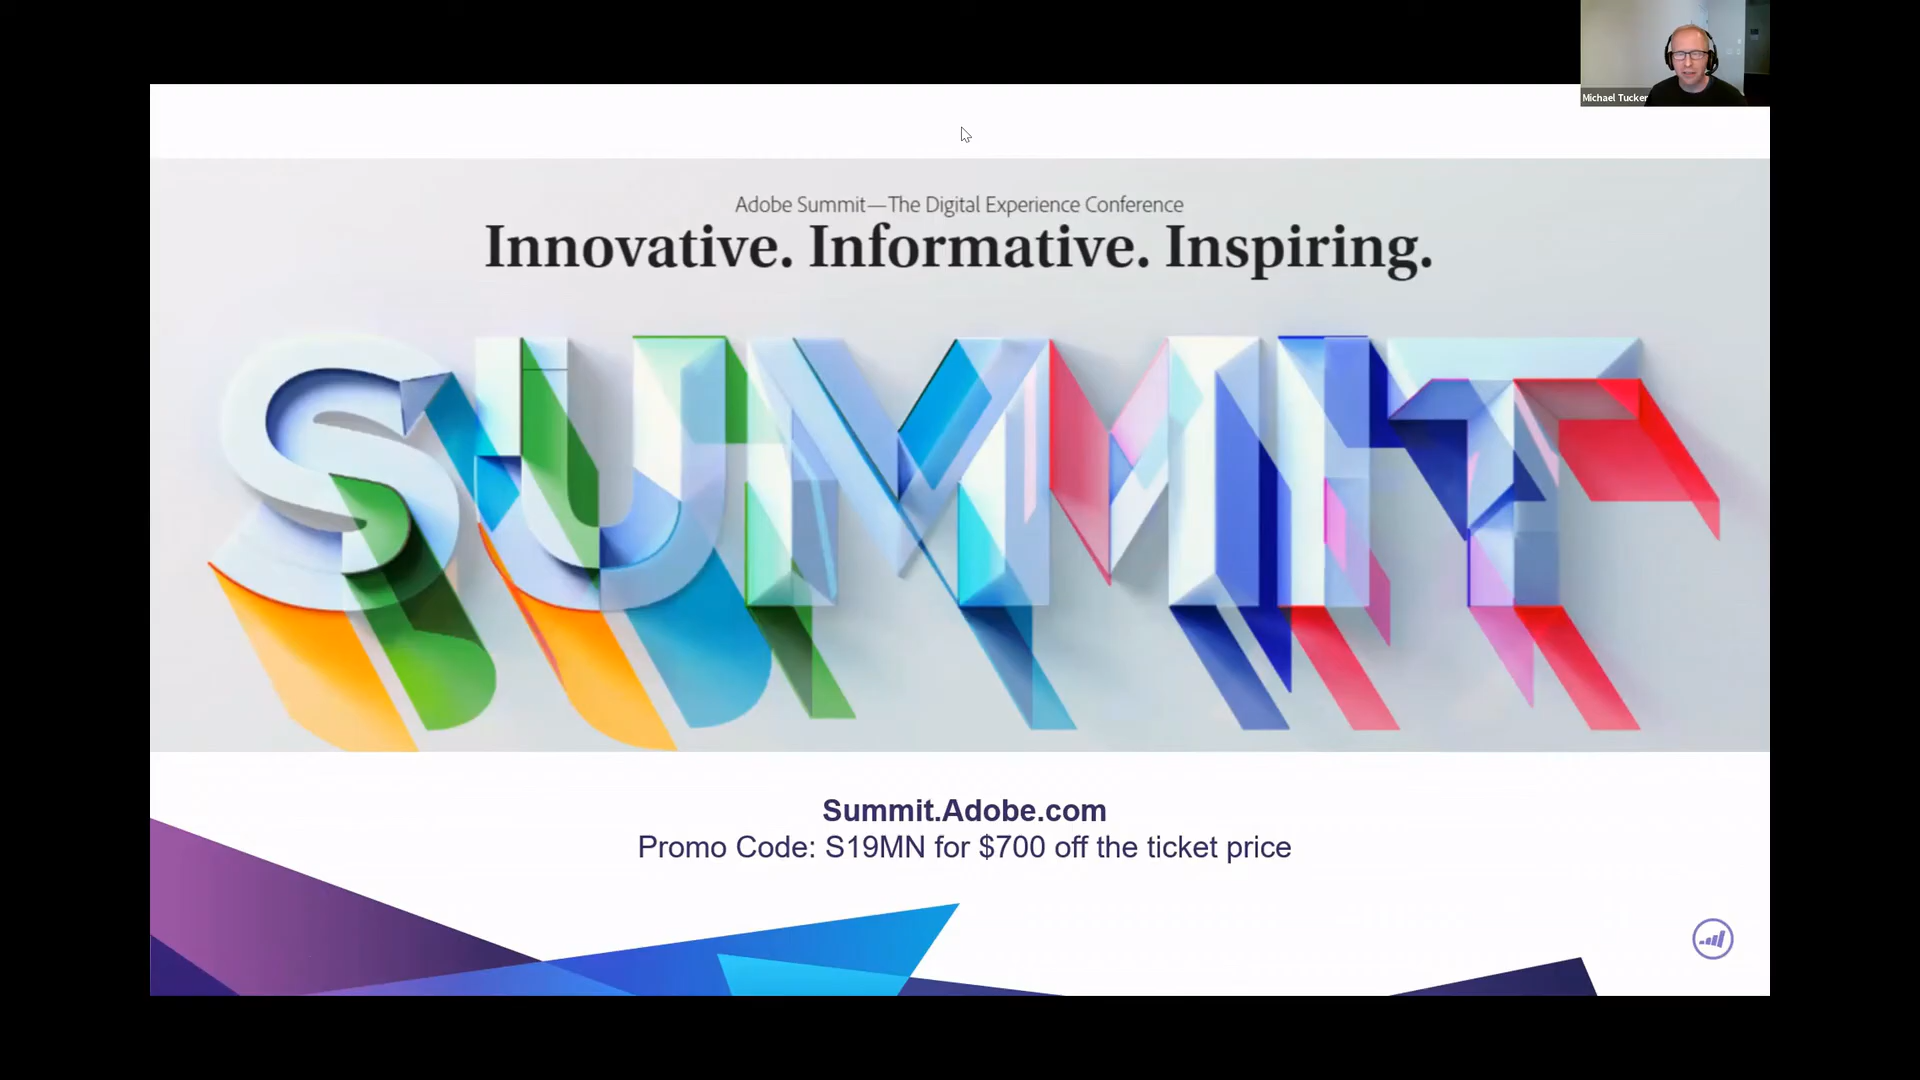 Michael Tucker
Adobe Summit—The Digital Experience Conference
Innovative. Informative. Inspiring.
SUMMIT
Summit.Adobe.com
Promo Code: S19MN for $700 off the ticket price